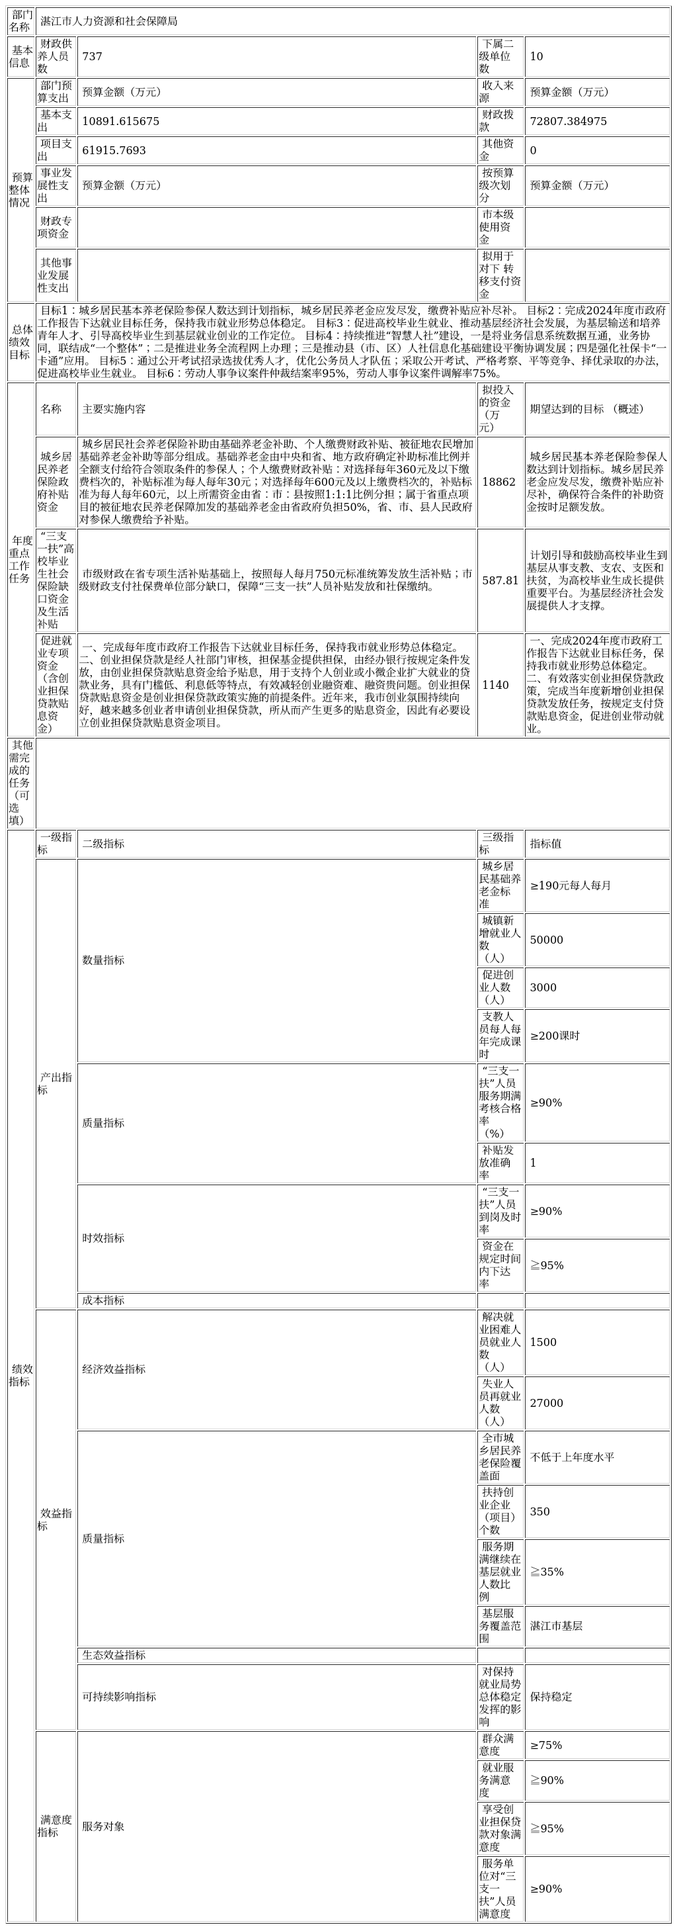 部门名称
湛江市人力资源和社会保障局
基本信息
财政供养人员数
737
下属二级单位数
10
预算整体情况
部门预算支出
预算金额（万元）
收入来源
预算金额（万元）
基本支出
10891.615675
财政拨款
72807.384975
项目支出
61915.7693
其他资金
0
事业发展性支出
预算金额（万元）
按预算级次划分
预算金额（万元）
财政专项资金
市本级使用资金
其他事业发展性支出
拟用于对下 转移支付资金
总体绩效目标
目标1：城乡居民基本养老保险参保人数达到计划指标，城乡居民养老金应发尽发，缴费补贴应补尽补。 目标2：完成2024年度市政府
工作报告下达就业目标任务，保持我市就业形势总体稳定。 目标3：促进高校毕业生就业、推动基层经济社会发展，为基层输送和培养
青年人才、引导高校毕业生到基层就业创业的工作定位。 目标4：持续推进“智慧人社”建设，一是将业务信息系统数据互通，业务协
同，联结成“一个整体”；二是推进业务全流程网上办理；三是推动县（市、区）人社信息化基础建设平衡协调发展；四是强化社保卡“一
卡通”应用。 目标5：通过公开考试招录选拔优秀人才，优化公务员人才队伍；采取公开考试、严格考察、平等竞争、择优录取的办法，
促进高校毕业生就业。 目标6：劳动人事争议案件仲裁结案率95%，劳动人事争议案件调解率75%。
年度重点工作任务
名称
主要实施内容
拟投入的资金（万元）
期望达到的目标 （概述）
城乡居民养老保险政府补贴资金
城乡居民社会养老保险补助由基础养老金补助、个人缴费财政补贴、被征地农民增加
基础养老金补助等部分组成。基础养老金由中央和省、地方政府确定补助标准比例并
全额支付给符合领取条件的参保人；个人缴费财政补贴：对选择每年360元及以下缴
费档次的，补贴标准为每人每年30元；对选择每年600元及以上缴费档次的，补贴标
准为每人每年60元，以上所需资金由省：市：县按照1:1:1比例分担；属于省重点项目
的被征地农民养老保障加发的基础养老金由省政府负担50%，省、市、县人民政府
对参保人缴费给予补贴。
18862
城乡居民基本养老保险参保人
数达到计划指标。城乡居民养
老金应发尽发，缴费补贴应补
尽补，确保符合条件的补助资
金按时足额发放。
“三支一扶”高校毕业生社会保险缺口资金及生活补贴
市级财政在省专项生活补贴基础上，按照每人每月750元标准统筹发放生活补贴；市
级财政支付社保费单位部分缺口，保障“三支一扶”人员补贴发放和社保缴纳。
587.81
计划引导和鼓励高校毕业生到
基层从事支教、支农、支医和
扶贫，为高校毕业生成长提供
重要平台。为基层经济社会发
展提供人才支撑。
促进就业专项资金（含创业担保贷款贴息资金）
一、完成每年度市政府工作报告下达就业目标任务，保持我市就业形势总体稳定。
二、创业担保贷款是经人社部门审核，担保基金提供担保，由经办银行按规定条件发
放，由创业担保贷款贴息资金给予贴息，用于支持个人创业或小微企业扩大就业的贷
款业务，具有门槛低、利息低等特点，有效减轻创业融资难、融资贵问题。创业担保
贷款贴息资金是创业担保贷款政策实施的前提条件。近年来，我市创业氛围持续向
好，越来越多创业者申请创业担保贷款，所从而产生更多的贴息资金，因此有必要设
立创业担保贷款贴息资金项目。
1140
一、完成2024年度市政府工
作报告下达就业目标任务，保
持我市就业形势总体稳定。
二、有效落实创业担保贷款政
策，完成当年度新增创业担保
贷款发放任务，按规定支付贷
款贴息资金，促进创业带动就
业。
其他需完成的任务（可选填）
绩效指标
一级指标
二级指标
三级指标
指标值
产出指标
数量指标
城乡居民基础养老金标准
≥190元每人每月
城镇新增就业人数（人）
50000
促进创业人数（人）
3000
支教人员每人每年完成课时
≥200课时
质量指标
“三支一扶”人员服务期满考核合格率（%）
≥90%
补贴发放准确率
1
时效指标
“三支一扶”人员到岗及时率
≥90%
资金在规定时间内下达率
≧95%
成本指标
效益指标
经济效益指标
解决就业困难人员就业人数（人）
1500
失业人员再就业人数（人）
27000
质量指标
全市城乡居民养老保险覆盖面
不低于上年度水平
扶持创业企业（项目）个数
350
服务期满继续在基层就业人数比例
≧35%
基层服务覆盖范围
湛江市基层
生态效益指标
可持续影响指标
对保持就业局势总体稳定发挥的影响
保持稳定
满意度指标
服务对象
群众满意度
≥75%
就业服务满意度
≧90%
享受创业担保贷款对象满意度
≧95%
服务单位对“三支一扶”人员满意度
≥90%